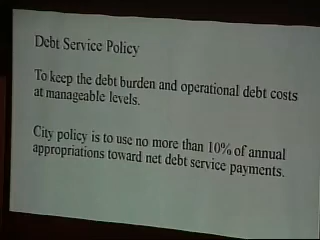 Debt Service Policy
To keep the debt burden and operational debt costs
at manageable levels.
City policy is to use no more than 10% of annual
appropriations toward net debt service payments.